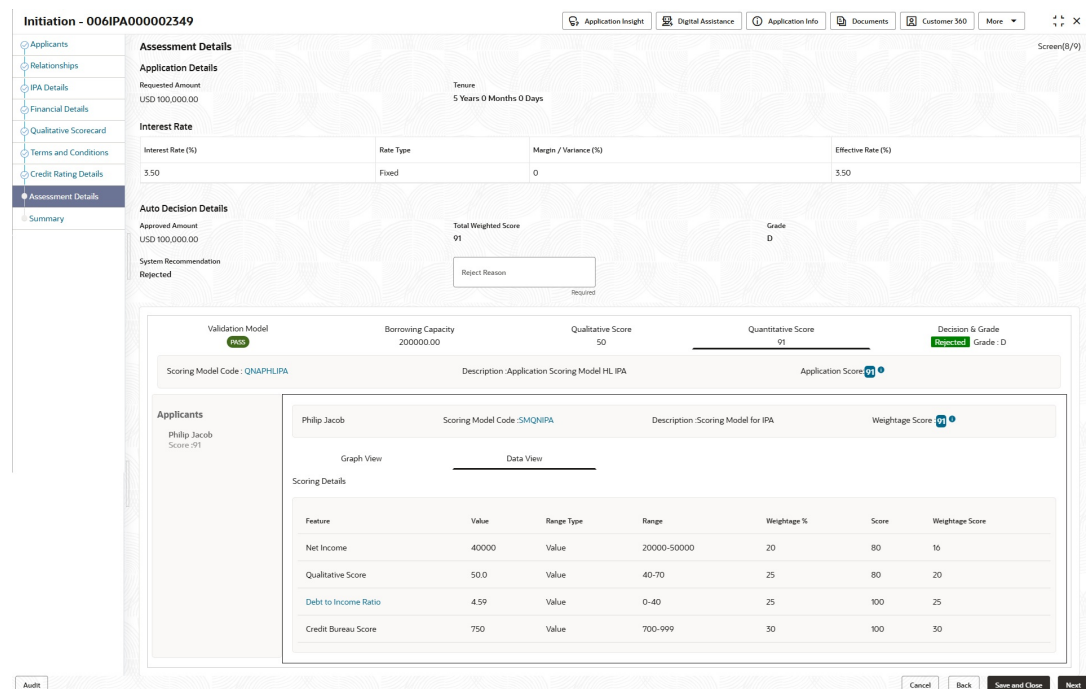 Initiation - 006IPA000002349
Application Insight Digital Assistance Application Info Documents Customer 360 More
Applicants
Relationships
IPA Details
Financial Details
Qualitative Scorecard
Terms and Conditions
Credit Rating Details
Assessment Details
Summary
Assessment Details Screen(8/9)
Application Details
Requested Amount Tenure
USD 100,000.00 5 Years 0 Months 0 Days
Interest Rate
Interest Rate (%) Rate Type Margin / Variance (%) Effective Rate (%)
3.50 Fixed 0 3.50
Auto Decision Details
Approved Amount Total Weighted Score Grade
USD 100,000.00 91 D
System Recommendation
Rejected Reject Reason
Required
Validation Model Borrowing Capacity Qualitative Score Quantitative Score Decision & Grade
PASS 200000.00 50 91 Rejected Grade : D
Scoring Model Code : QNAPHLIPA Description :Application Scoring Model HL IPA Application Score:91
Applicants
Philip Jacob
Score :91
Philip Jacob Scoring Model Code :SMQNIPA Description :Scoring Model for IPA Weightage Score :91
Graph View Data View
Scoring Details
Feature Value Range Type Range Weightage % Score Weightage Score
Net Income 40000 Value 20000-50000 20 80 16
Qualitative Score 50.0 Value 40-70 25 80 20
Debt to Income Ratio 4.59 Value 0-40 25 100 25
Credit Bureau Score 750 Value 700-999 30 100 30
Audit Cancel Back Save and Close Next